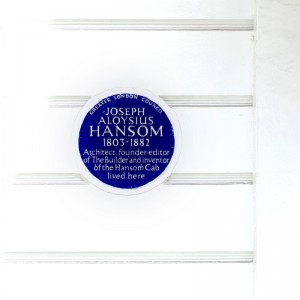 GREATER LONDON COUNCIL
JOSEPH
ALOYSIUS
HANSOM
1803-1882
Architect, founder-editor
of The Builder and inventor
of the Hansom Cab
lived here